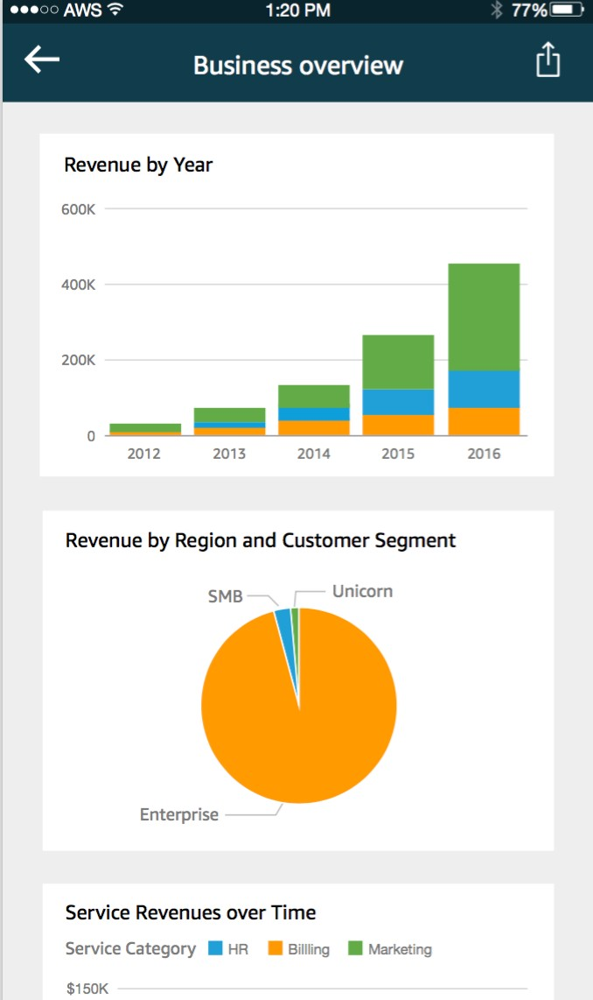 AWS 1:20 PM 77%
Business overview
Revenue by Year
600K
400K
200K
0
2012 2013 2014 2015 2016
Revenue by Region and Customer Segment
SMB Unicorn
Enterprise
Service Revenues over Time
Service Category HR Billling Marketing
$150K